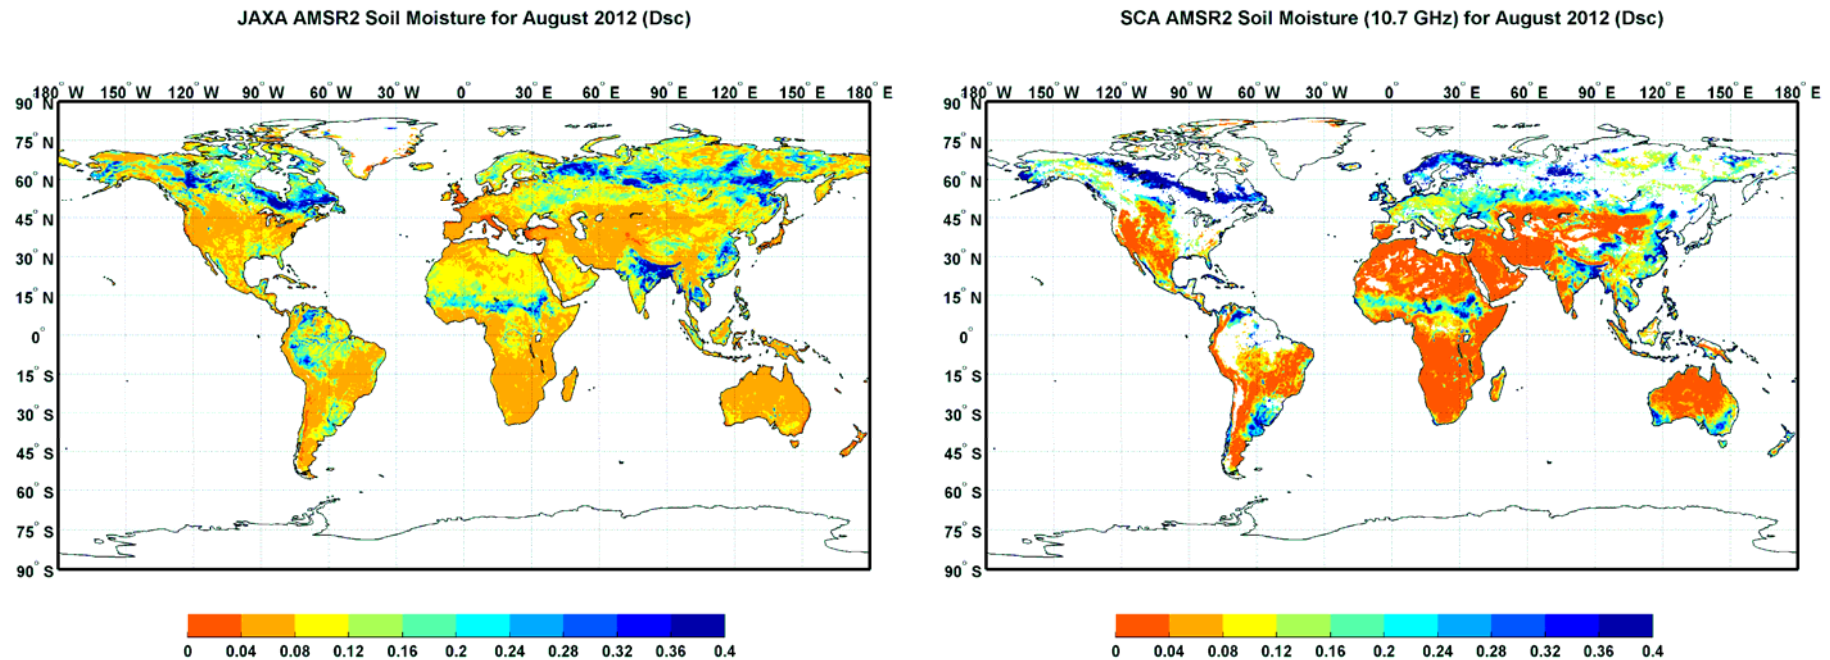 JAXA AMSR2 Soil Moisture for August 2012 (Dsc)
180° W 150° W 120° W 90° W 60° W 30° W 0° 30° E 60° E 90° E 120° E 150° E 180° E
90° N
75° N
60° N
45° N
30° N
15° N
0°
15° S
30° S
45° S
60° S
75° S
90° S
0 0.04 0.08 0.12 0.16 0.2 0.24 0.28 0.32 0.36 0.4
SCA AMSR2 Soil Moisture (10.7 GHz) for August 2012 (Dsc)
180° W 150° W 120° W 90° W 60° W 30° W 0° 30° E 60° E 90° E 120° E 150° E 180° E
90° N
75° N
60° N
45° N
30° N
15° N
0°
15° S
30° S
45° S
60° S
75° S
90° S
0 0.04 0.08 0.12 0.16 0.2 0.24 0.28 0.32 0.36 0.4